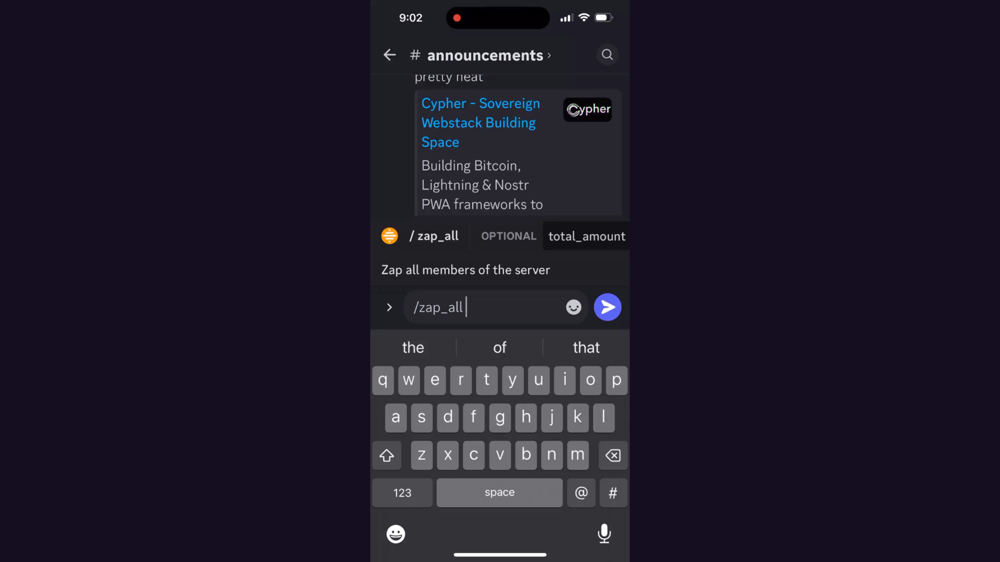 9:02
# announcements ›
pretty neat
Cypher - Sovereign
Webstack Building
Space
Cypher
Building Bitcoin,
Lightning & Nostr
PWA frameworks to
/ zap_all OPTIONAL total_amount
Zap all members of the server
/zap_all
the of that
q w e r t y u i o p
a s d f g h j k l
z x c v b n m
123 space @ #